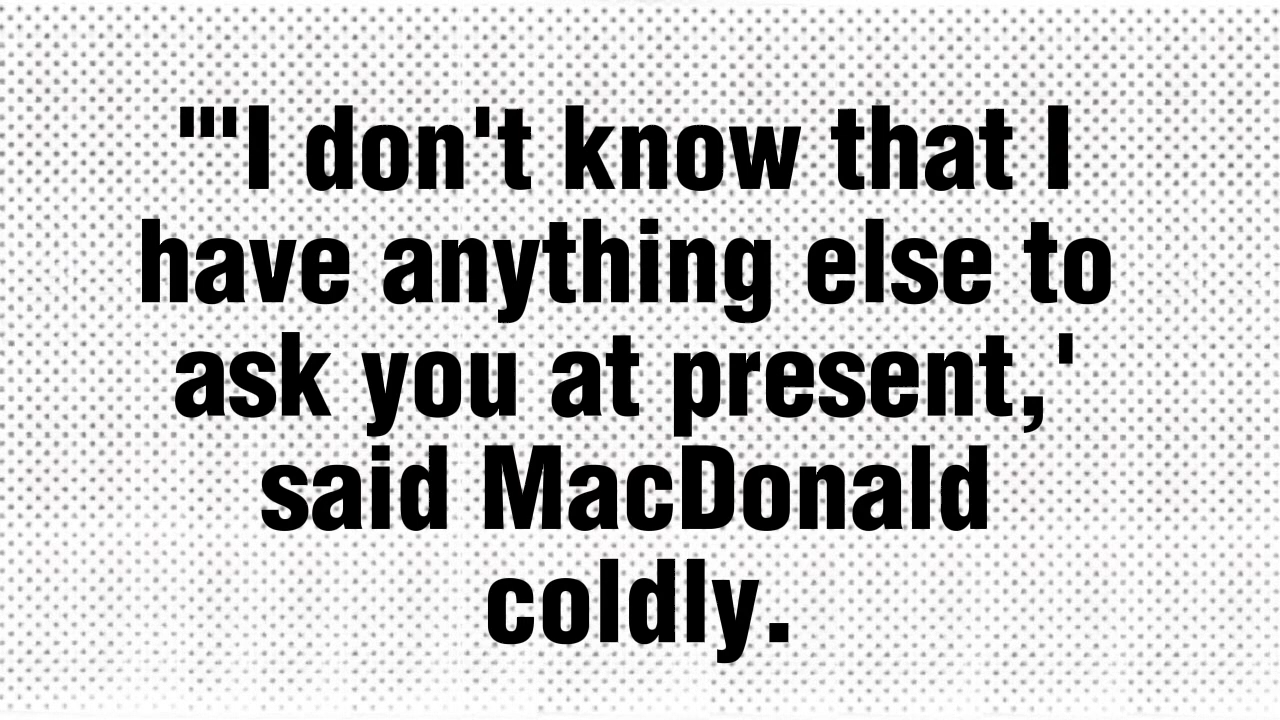 "'I don't know that I
have anything else to
ask you at present,'
said MacDonald
coldly.